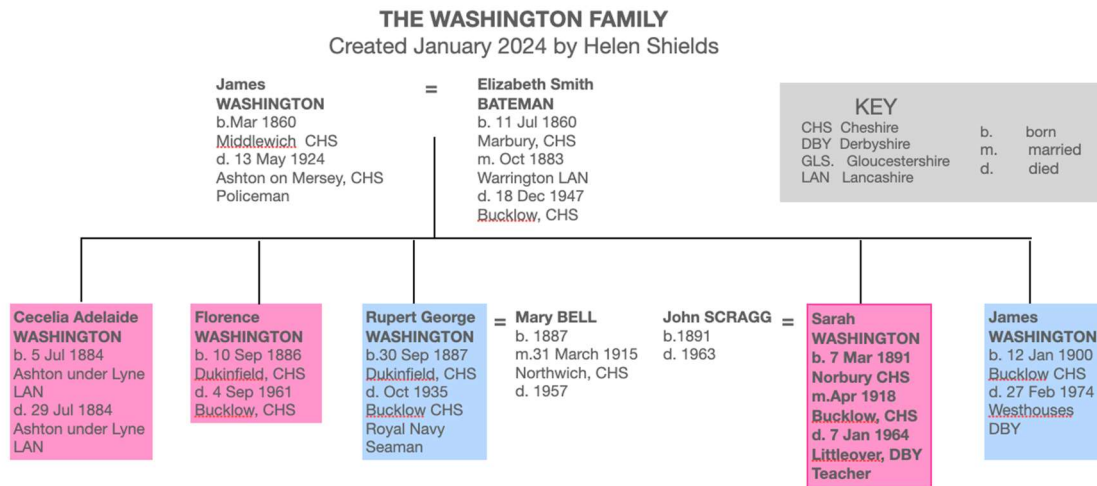 THE WASHINGTON FAMILY
Created January 2024 by Helen Shields
James
WASHINGTON
b.Mar 1860
Middlewich CHS
d. 13 May 1924
Ashton on Mersey, CHS
Policeman
=
Elizabeth Smith
BATEMAN
b. 11 Jul 1860
Marbury, CHS
m. Oct 1883
Warrington LAN
d. 18 Dec 1947
Bucklow, CHS
KEY
CHS Cheshire
DBY Derbyshire
GLS. Gloucestershire
LAN Lancashire
b. born
m. married
d. died
Cecelia Adelaide
WASHINGTON
b. 5 Jul 1884
Ashton under Lyne
LAN
d. 29 Jul 1884
Ashton under Lyne
LAN
Florence
WASHINGTON
b. 10 Sep 1886
Dukinfield, CHS
d. 4 Sep 1961
Bucklow, CHS
Rupert George
WASHINGTON
b.30 Sep 1887
Dukinfield, CHS
d. Oct 1935
Bucklow CHS
Royal Navy
Seaman
=
Mary BELL
b. 1887
m.31 March 1915
Northwich, CHS
d. 1957
John SCRAGG
b.1891
d. 1963
=
Sarah
WASHINGTON
b. 7 Mar 1891
Norbury CHS
m.Apr 1918
Bucklow, CHS
d. 7 Jan 1964
Littleover, DBY
Teacher
James
WASHINGTON
b. 12 Jan 1900
Bucklow CHS
d. 27 Feb 1974
Westhouses
DBY